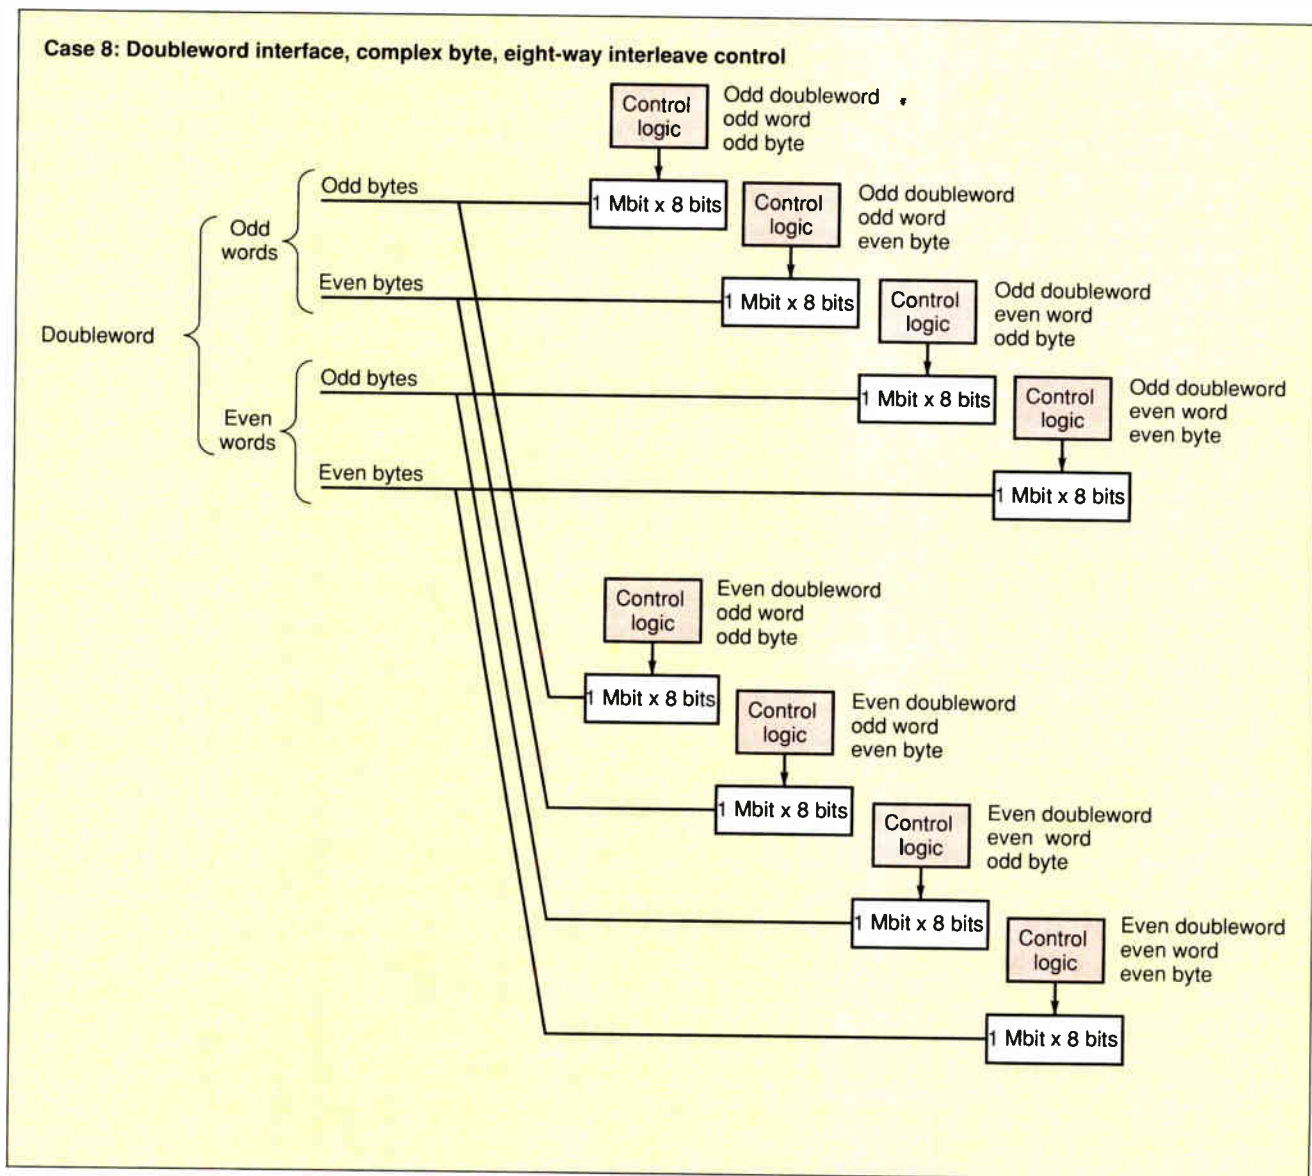 Case 8: Doubleword interface, complex byte, eight-way interleave control
Control
logic
Odd doubleword
odd word
odd byte
Odd bytes
1 Mbit x 8 bits
Control
logic
Odd doubleword
odd word
even byte
Odd
words
Even bytes
1 Mbit x 8 bits
Control
logic
Odd doubleword
even word
odd byte
Doubleword
Odd bytes
1 Mbit x 8 bits
Control
logic
Odd doubleword
even word
even byte
Even
words
Even bytes
1 Mbit x 8 bits
Control
logic
Even doubleword
odd word
odd byte
1 Mbit x 8 bits
Control
logic
Even doubleword
odd word
even byte
1 Mbit x 8 bits
Control
logic
Even doubleword
even word
odd byte
1 Mbit x 8 bits
Control
logic
Even doubleword
even word
even byte
1 Mbit x 8 bits